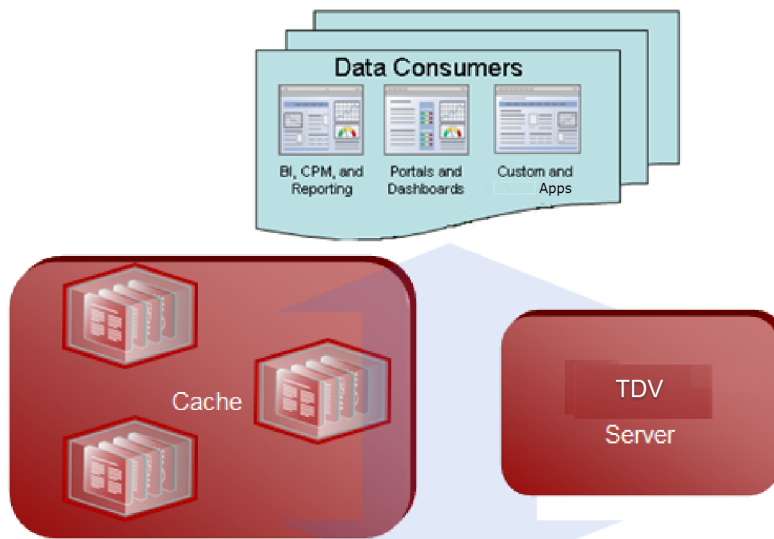 Data Consumers
BI, CPM, and
Reporting
Portals and
Dashboards
Custom and
Apps
Cache
TDV
Server